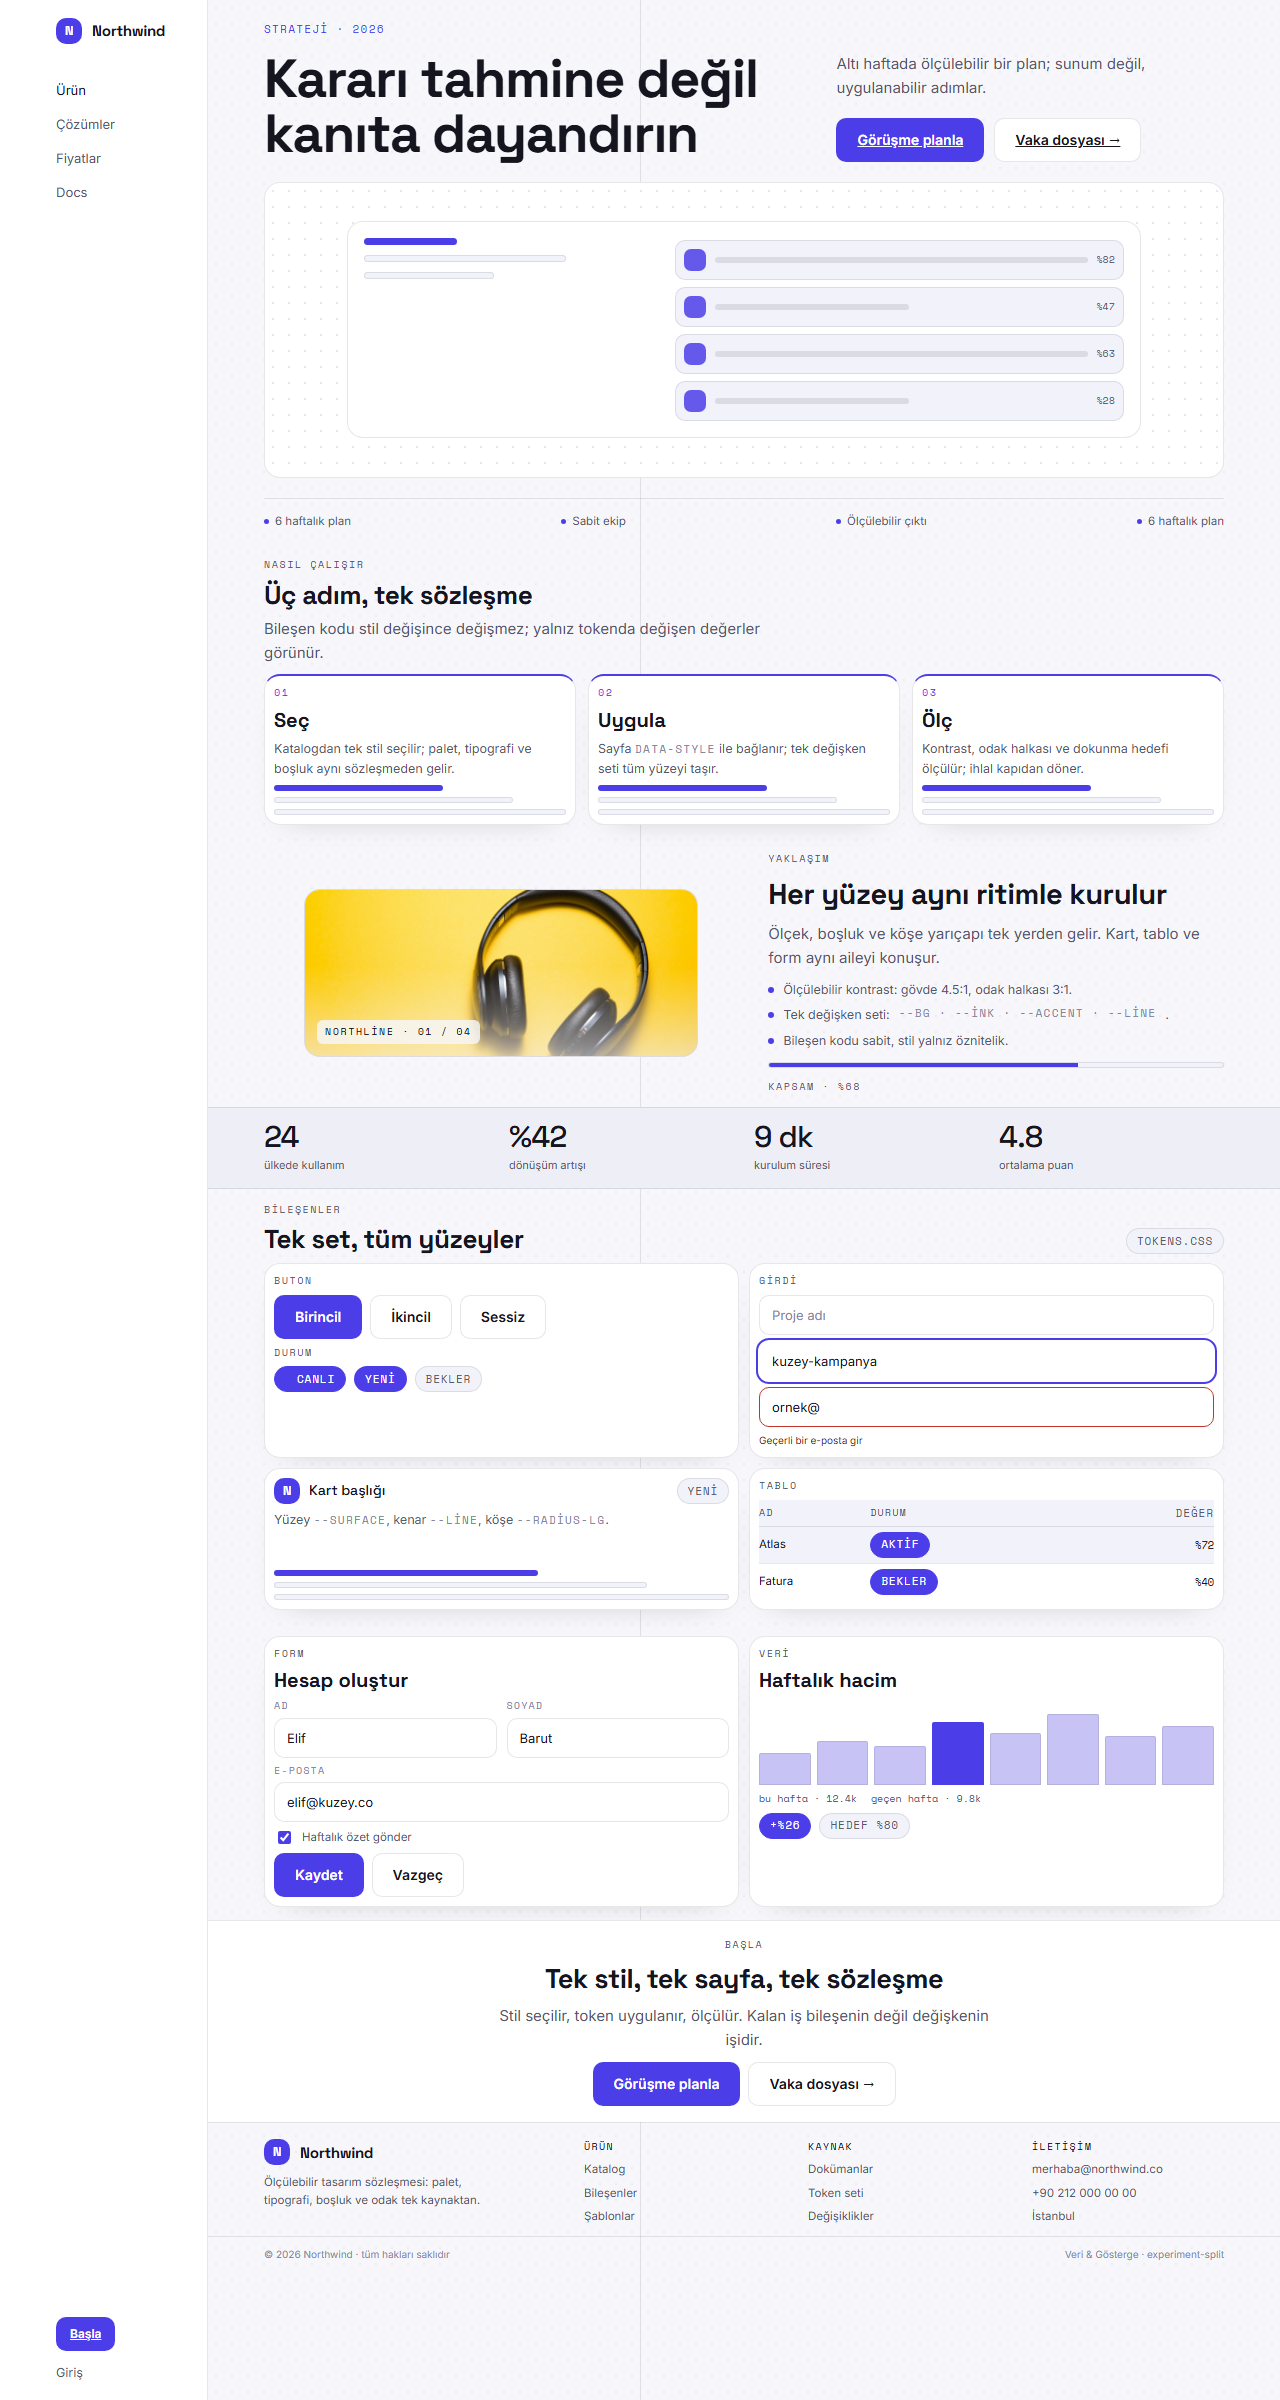 N Northwind
Ürün
Çözümler
Fiyatlar
Docs
STRATEJİ · 2026
Kararı tahmine değil
kanıta dayandırın
Altı haftada ölçülebilir bir plan; sunum değil,
uygulanabilir adımlar.
Görüşme planla
Vaka dosyası →
%82
%47
%63
%28
6 haftalık plan
Sabit ekip
Ölçülebilir çıktı
6 haftalık plan
NASIL ÇALIŞIR
Üç adım, tek sözleşme
Bileşen kodu stil değişince değişmez; yalnız tokenda değişen değerler
görünür.
01
Seç
Katalogdan tek stil seçilir; palet, tipografi ve
boşluk aynı sözleşmeden gelir.
02
Uygula
Sayfa DATA-STYLE ile bağlanır; tek değişken
seti tüm yüzeyi taşır.
03
Ölç
Kontrast, odak halkası ve dokunma hedefi
ölçülür; ihlal kapıdan döner.
NORTHLİNE · 01 / 04
YAKLAŞIM
Her yüzey aynı ritimle kurulur
Ölçek, boşluk ve köşe yarıçapı tek yerden gelir. Kart, tablo ve
form aynı aileyi konuşur.
Ölçülebilir kontrast: gövde 4.5:1, odak halkası 3:1.
Tek değişken seti: --BG · --İNK · --ACCENT · --LİNE .
Bileşen kodu sabit, stil yalnız öznitelik.
KAPSAM · %68
24
ülkede kullanım
%42
dönüşüm artışı
9 dk
kurulum süresi
4.8
ortalama puan
BİLEŞENLER
Tek set, tüm yüzeyler
TOKENS.CSS
BUTON
Birincil
İkincil
Sessiz
DURUM
CANLI
YENİ
BEKLER
GİRDİ
Proje adı
kuzey-kampanya
ornek@
Geçerli bir e-posta gir
N Kart başlığı
YENİ
Yüzey --SURFACE, kenar --LİNE, köşe --RADİUS-LG.
TABLO
AD DURUM DEĞER
Atlas AKTİF %72
Fatura BEKLER %40
FORM
Hesap oluştur
AD
SOYAD
Elif
Barut
E-POSTA
elif@kuzey.co
Haftalık özet gönder
Kaydet
Vazgeç
VERİ
Haftalık hacim
bu hafta · 12.4k geçen hafta · 9.8k
+%26
HEDEF %80
BAŞLA
Tek stil, tek sayfa, tek sözleşme
Stil seçilir, token uygulanır, ölçülür. Kalan iş bileşenin değil değişkenin
işidir.
Görüşme planla
Vaka dosyası →
N Northwind
Ölçülebilir tasarım sözleşmesi: palet,
tipografi, boşluk ve odak tek kaynaktan.
ÜRÜN
Katalog
Bileşenler
Şablonlar
KAYNAK
Dokümanlar
Token seti
Değişiklikler
İLETİŞİM
merhaba@northwind.co
+90 212 000 00 00
İstanbul
© 2026 Northwind · tüm hakları saklıdır
Veri & Gösterge · experiment-split
Başla
Giriş